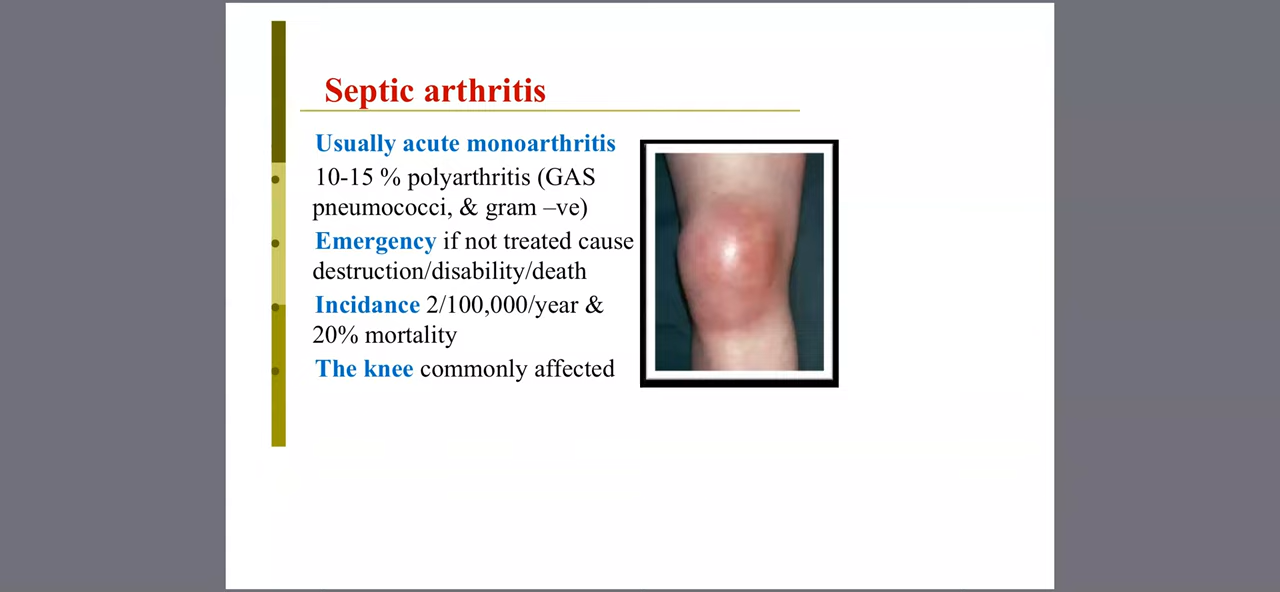 Septic arthritis
Usually acute monoarthritis
10-15 % polyarthritis (GAS
pneumococci, & gram –ve)
Emergency if not treated cause
destruction/disability/death
Incidance 2/100,000/year &
20% mortality
The knee commonly affected